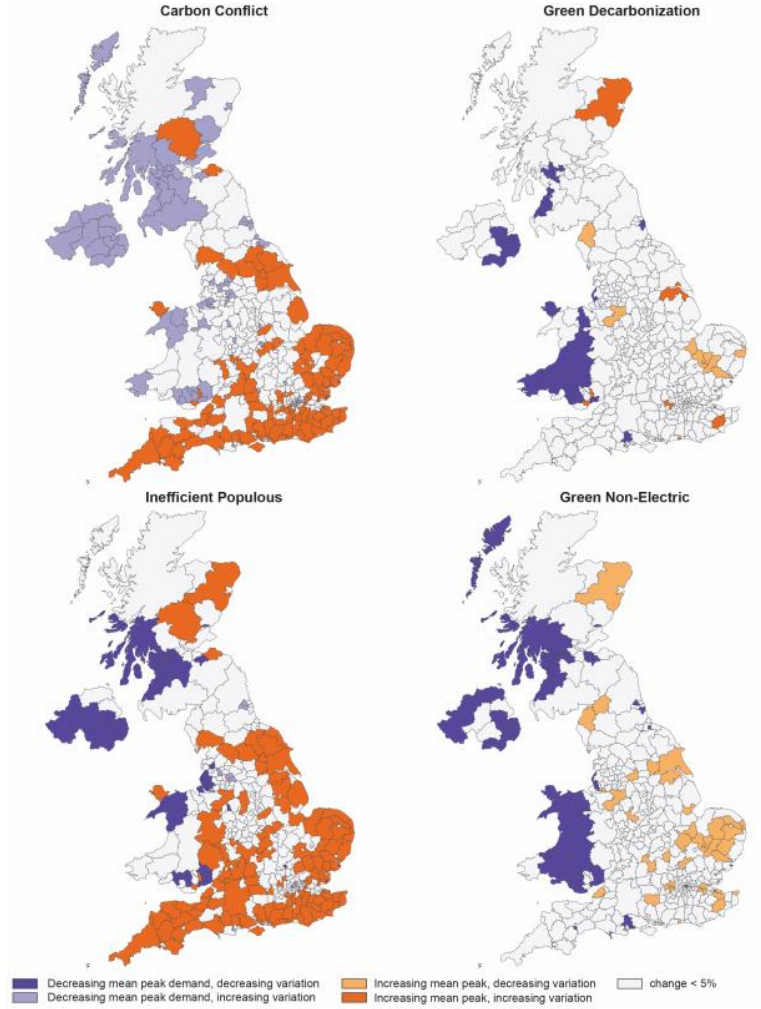 Carbon Conflict
Green Decarbonization
Inefficient Populous
Green Non-Electric
Decreasing mean peak demand, decreasing variation
Increasing mean peak, decreasing variation
change < 5%
Decreasing mean peak demand, increasing variation
Increasing mean peak, increasing variation